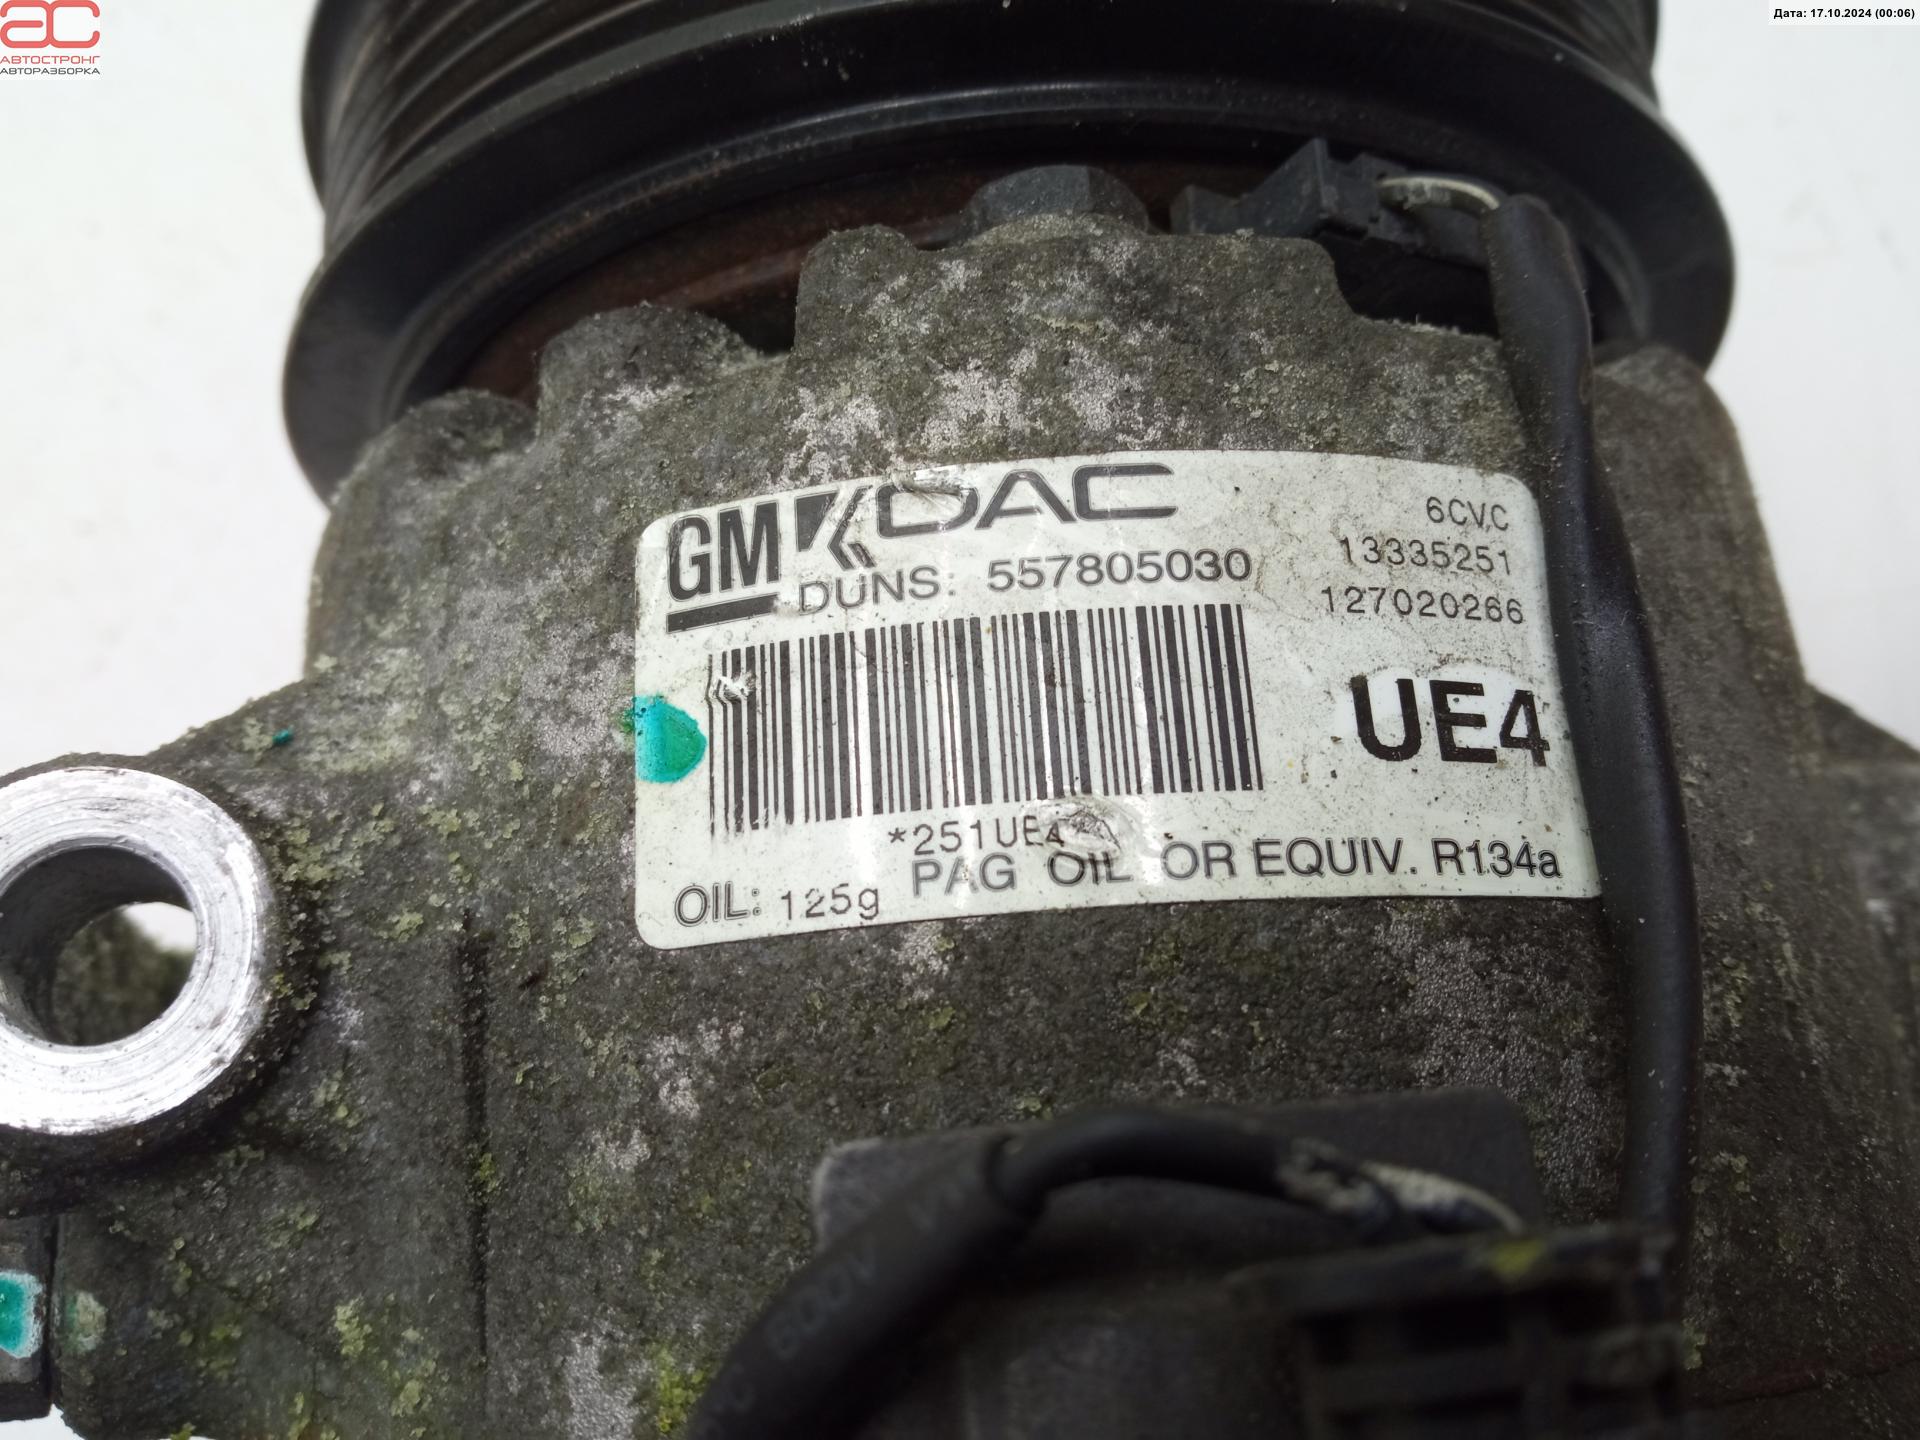 АС
АВТОСТРОНГ
АВТОРАЗБОРКА
Дата: 17.10.2024 (00:06)
GM DAC
DUNS: 557805030
6CVC
13335251
127020266
UE4
*251UE4
PAG OIL OR EQUIV. R134a
OIL: 125g